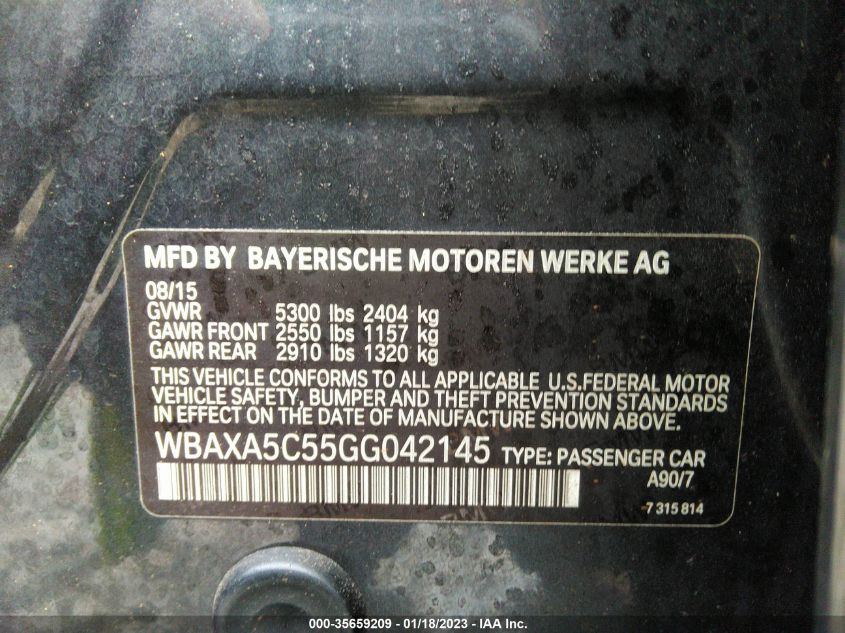 MFD BY BAYERISCHE MOTOREN WERKE AG
08/15
GVWR 5300 lbs 2404 kg
GAWR FRONT 2550 lbs 1157 kg
GAWR REAR 2910 lbs 1320 kg
THIS VEHICLE CONFORMS TO ALL APPLICABLE U.S.FEDERAL MOTOR
VEHICLE SAFETY, BUMPER AND THEFT PREVENTION STANDARDS
IN EFFECT ON THE DATE OF MANUFACTURE SHOWN ABOVE.
WBAXA5C55GG042145 TYPE: PASSENGER CAR
A90/7
7 315 814
000-35659209 - 01/18/2023 - IAA Inc.